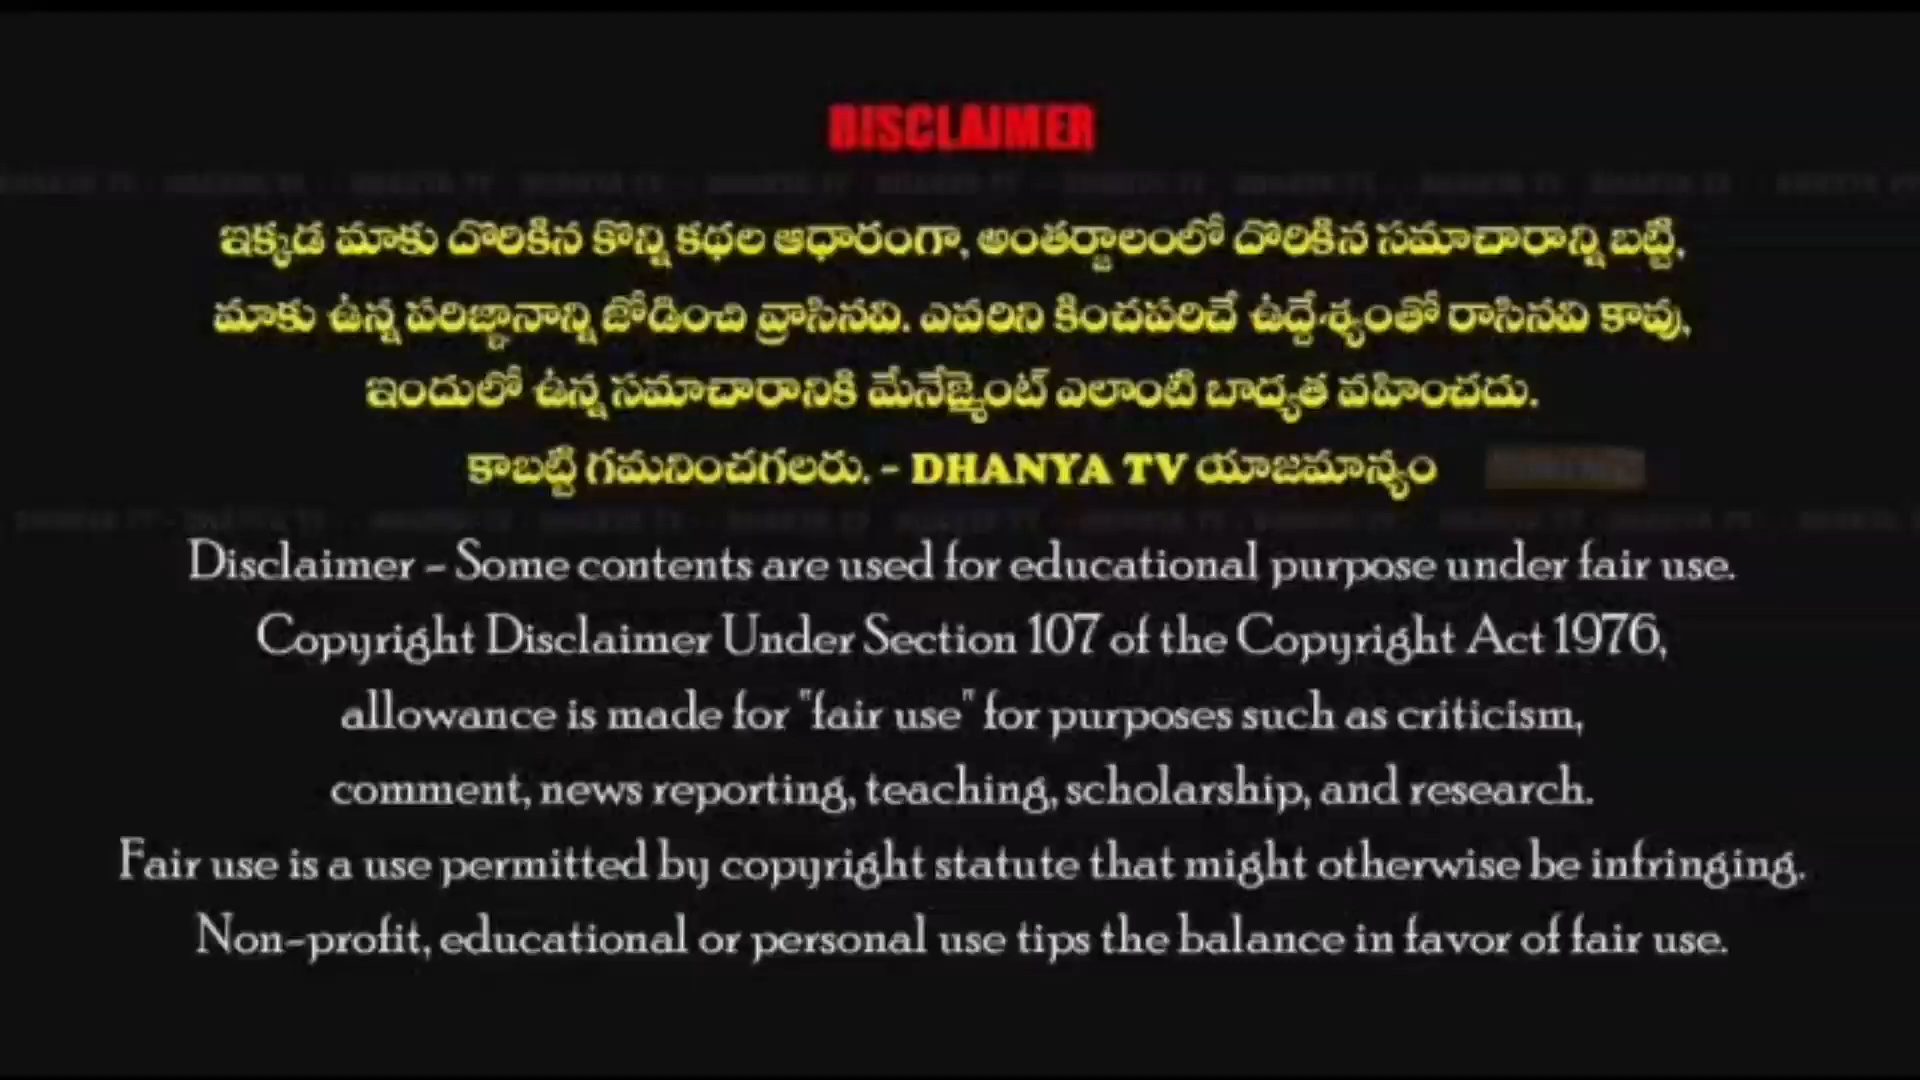 DISCLAIMER
ఇక్కడ మాకు దొరికిన కొన్ని కథల ఆధారంగా, అంతర్జాలంలో దొరికిన సమాచారాన్ని బట్టి,
మాకు ఉన్న పరిజ్ఞానాన్ని జోడించి వ్రాసినవి. ఎవరిని కించపరిచే ఉద్దేశ్యంతో రాసినవి కావు,
ఇందులో ఉన్న సమాచారానికి మేనేజ్మెంట్ ఎలాంటి బాద్యత వహించదు.
కాబట్టి గమనించగలరు. - DHANYA TV యాజమాన్యం
Disclaimer - Some contents are used for educational purpose under fair use.
Copyright Disclaimer Under Section 107 of the Copyright Act 1976,
allowance is made for "fair use" for purposes such as criticism,
comment, news reporting, teaching, scholarship, and research.
Fair use is a use permitted by copyright statute that might otherwise be infringing.
Non-profit, educational or personal use tips the balance in favor of fair use.